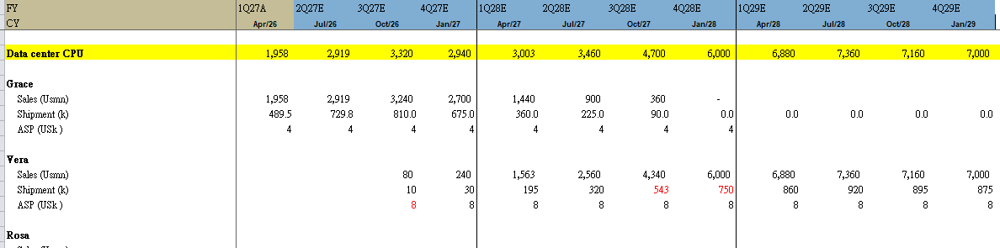 FY 1Q27A 2Q27E 3Q27E 4Q27E 1Q28E 2Q28E 3Q28E 4Q28E 1Q29E 2Q29E 3Q29E 4Q29E
CY Apr/26 Jul/26 Oct/26 Jan/27 Apr/27 Jul/27 Oct/27 Jan/28 Apr/28 Jul/28 Oct/28 Jan/29
Data center CPU 1,958 2,919 3,320 2,940 3,003 3,460 4,700 6,000 6,880 7,360 7,160 7,000
Grace
Sales (Usmn) 1,958 2,919 3,240 2,700 1,440 900 360 -
Shipment (k) 489.5 729.8 810.0 675.0 360.0 225.0 90.0 0.0 0.0 0.0 0.0 0.0
ASP (USk ) 4 4 4 4 4 4 4 4
Vera
Sales (Usmn) 80 240 1,563 2,560 4,340 6,000 6,880 7,360 7,160 7,000
Shipment (k) 10 30 195 320 543 750 860 920 895 875
ASP (USk ) 8 8 8 8 8 8 8 8 8 8
Rosa